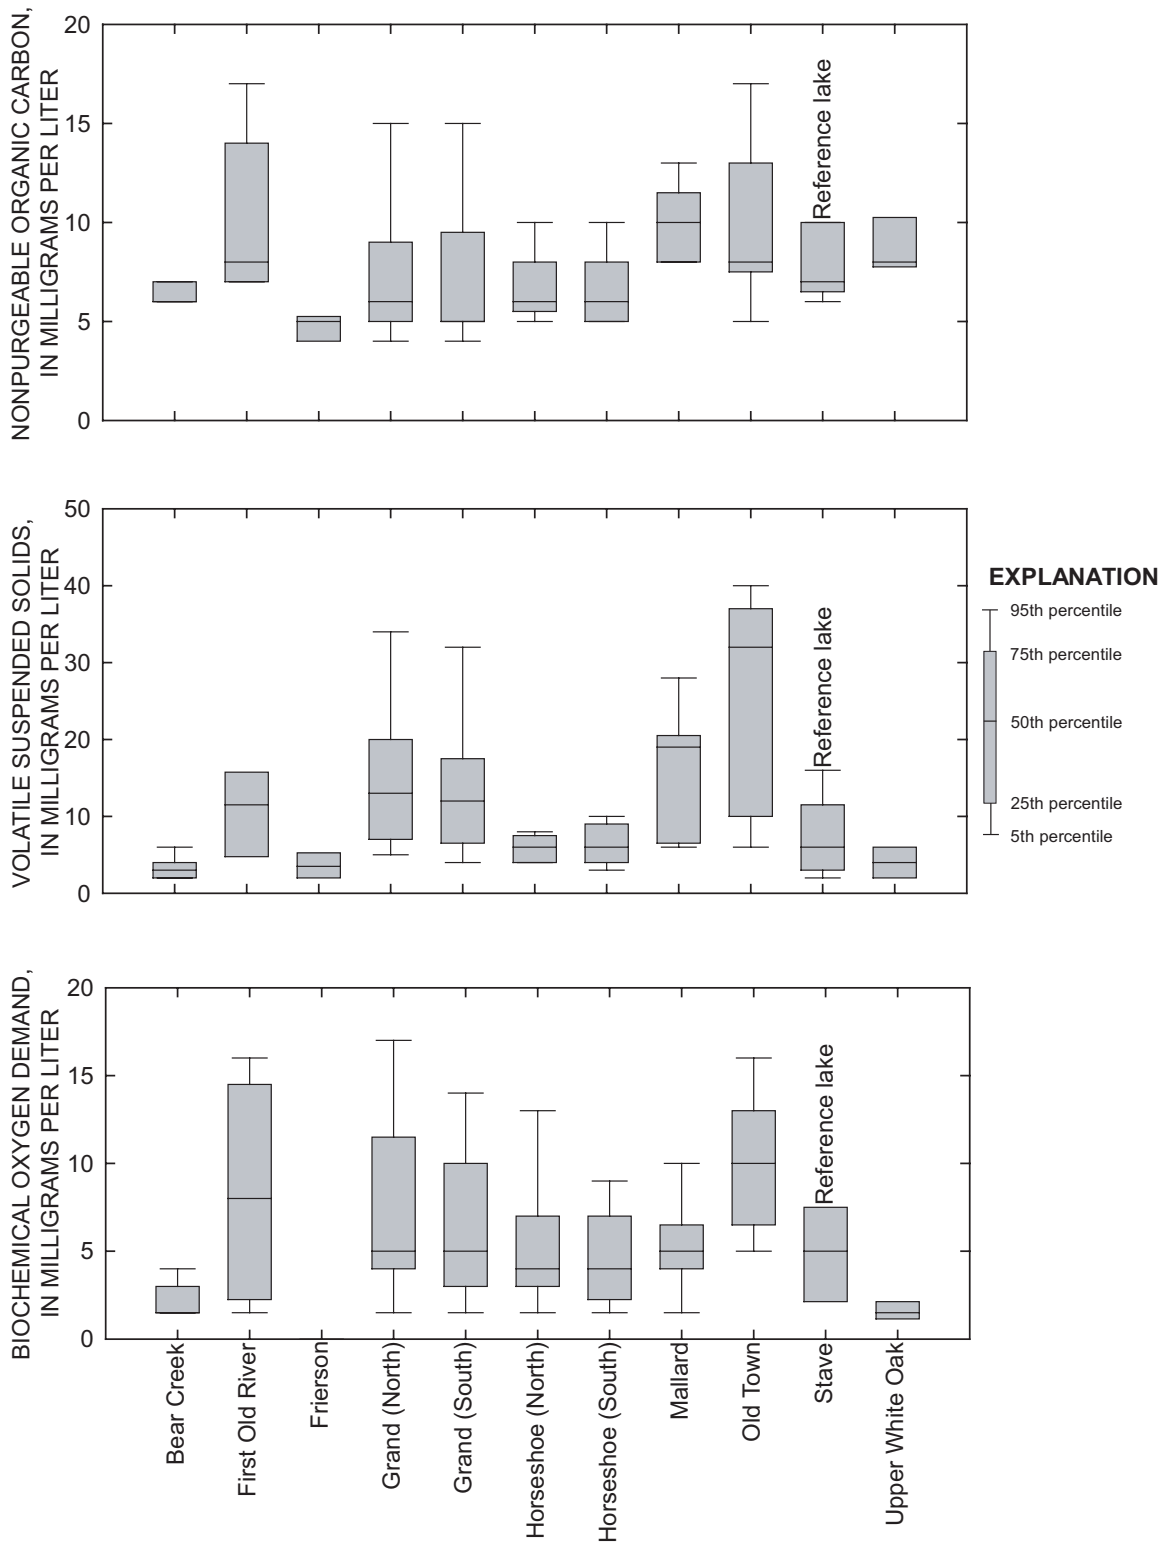 NONPURGEABLE ORGANIC CARBON,
IN MILLIGRAMS PER LITER
20
15
10
5
0
Reference lake
VOLATILE SUSPENDED SOLIDS,
IN MILLIGRAMS PER LITER
50
40
30
20
10
0
Reference lake
EXPLANATION
95th percentile
75th percentile
50th percentile
25th percentile
5th percentile
BIOCHEMICAL OXYGEN DEMAND,
IN MILLIGRAMS PER LITER
20
15
10
5
0
Reference lake
Bear Creek
First Old River
Frierson
Grand (North)
Grand (South)
Horseshoe (North)
Horseshoe (South)
Mallard
Old Town
Stave
Upper White Oak